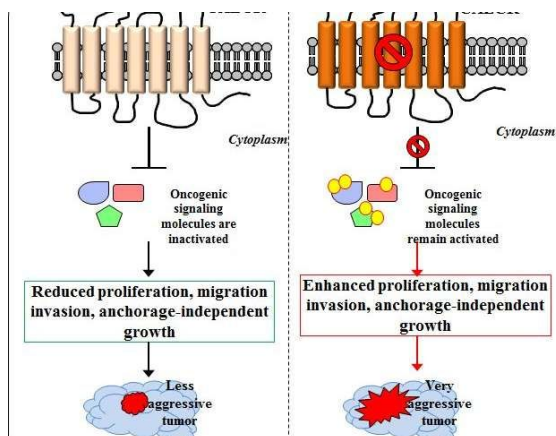 Cytoplasm
Oncogenic
signaling
molecules are
inactivated
Reduced proliferation, migration
invasion, anchorage-independent
growth
Less
aggressive
tumor
Cytoplasm
Oncogenic
signaling
molecules
remain activated
Enhanced proliferation, migration
invasion, anchorage-independent
growth
Very
aggressive
tumor